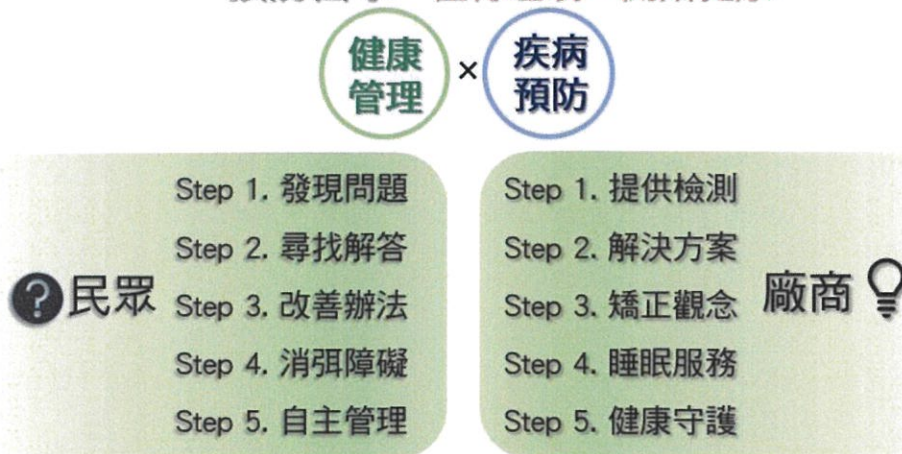 健康
管理
×
疾病
預防
? 民眾
Step 1. 發現問題
Step 2. 尋找解答
Step 3. 改善辦法
Step 4. 消弭障礙
Step 5. 自主管理
Step 1. 提供檢測
Step 2. 解決方案
Step 3. 矯正觀念
Step 4. 睡眠服務
Step 5. 健康守護
廠商